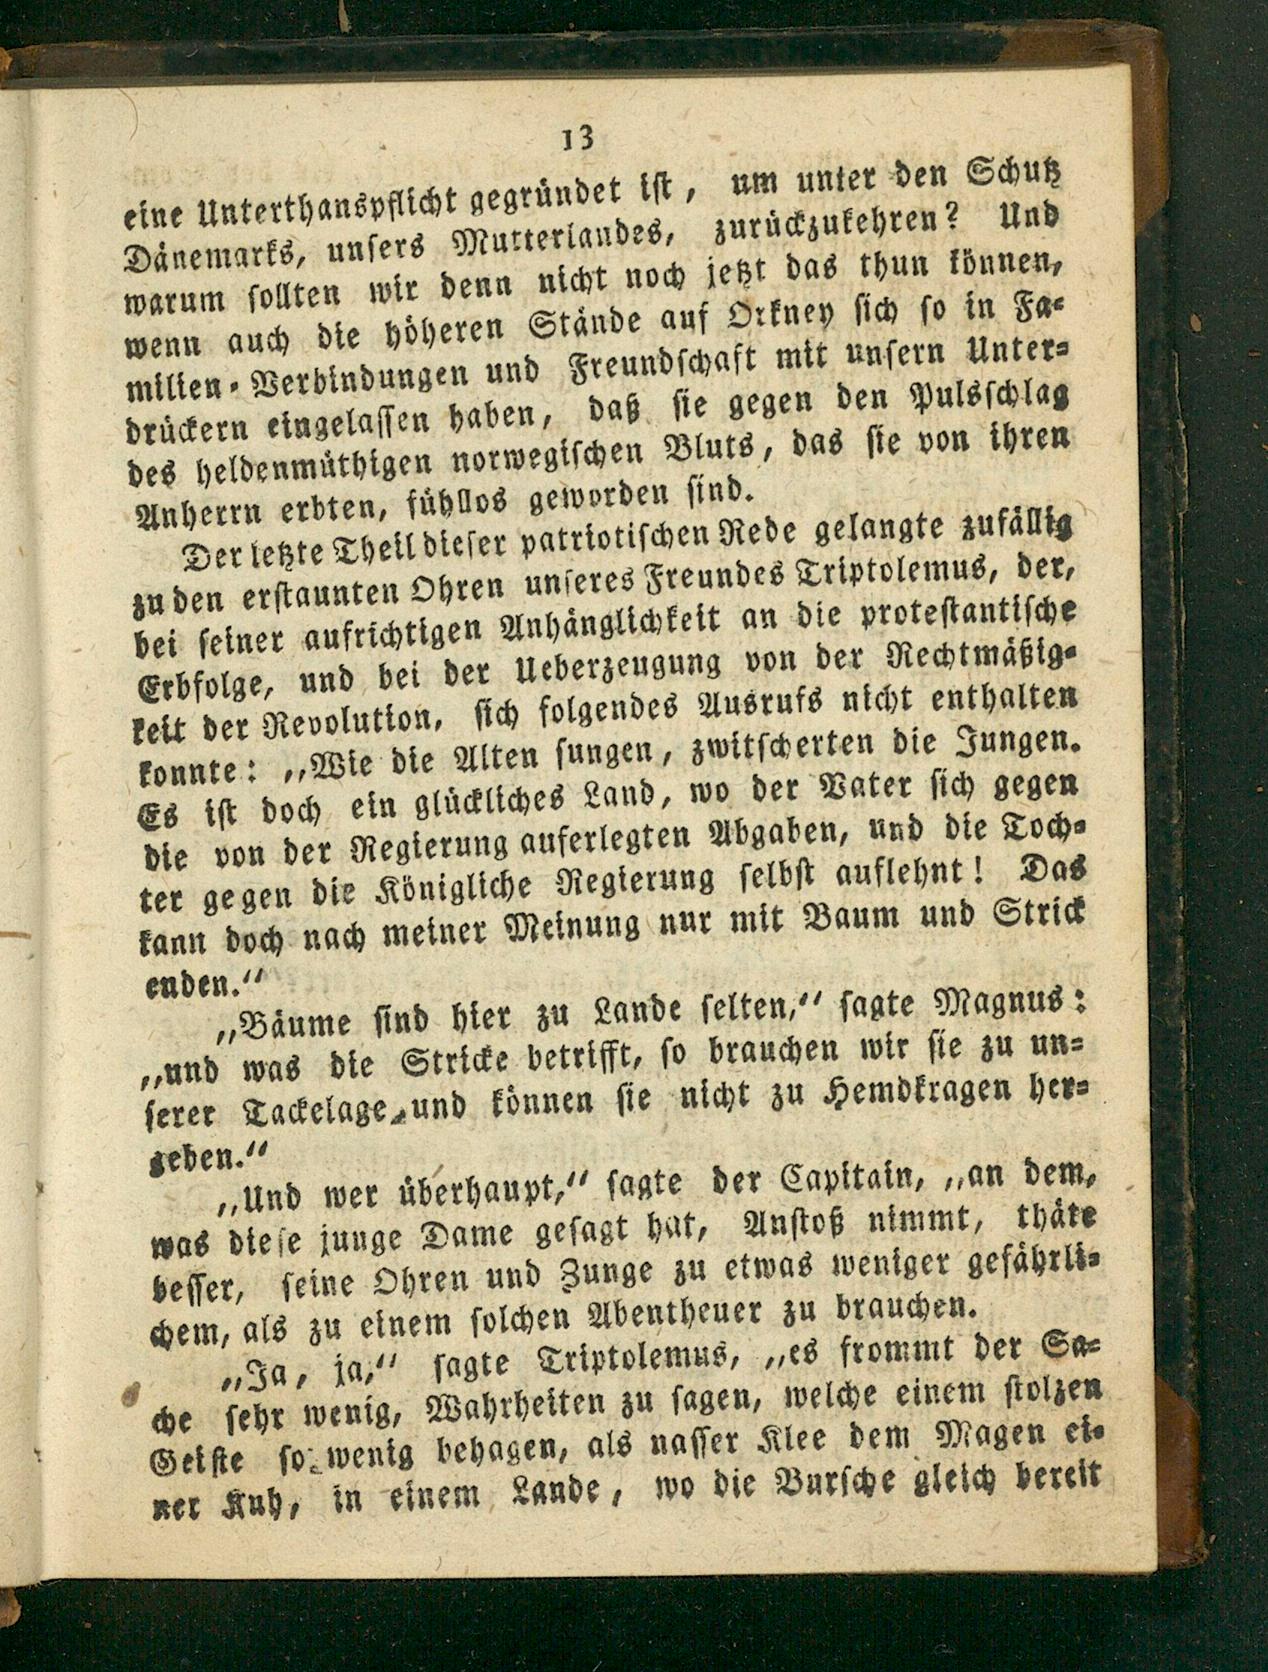 13
eine Unterthanspflicht gegründet ist, um unter den Schutz
Dänemarks, unsers Mutterlandes, zurückzukehren? Und
warum sollten wir denn nicht noch jetzt das thun können,
wenn auch die höheren Stände auf Orkney sich so in Fa-
milien-Verbindungen und Freundschaft mit unsern Unter-
drückern eingelassen haben, daß sie gegen den Pulsschlag
des heldenmüthigen norwegischen Bluts, das sie von ihren
Anherrn erbten, fühllos geworden sind.
Der letzte Theil dieser patriotischen Rede gelangte zufällig
zu den erstaunten Ohren unseres Freundes Triptolemus, der,
bei seiner aufrichtigen Anhänglichkeit an die protestantische
Erbfolge, und bei der Ueberzeugung von der Rechtmäßig-
keit der Revolution, sich folgendes Ausrufs nicht enthalten
konnte: „Wie die Alten sungen, zwitscherten die Jungen.
Es ist doch ein glückliches Land, wo der Vater sich gegen
die von der Regierung auferlegten Abgaben, und die Toch-
ter gegen die Königliche Regierung selbst auflehnt! Das
kann doch nach meiner Meinung nur mit Baum und Strick
enden.“
„Bäume sind hier zu Lande selten,“ sagte Magnus:
„und was die Stricke betrifft, so brauchen wir sie zu un-
serer Tackelage und können sie nicht zu Hemdkragen her-
geben.“
„Und wer überhaupt,“ sagte der Capitain, „an dem,
was diese junge Dame gesagt hat, Anstoß nimmt, thäte
besser, seine Ohren und Zunge zu etwas weniger gefährli-
chem, als zu einem solchen Abentheuer zu brauchen.
„Ja, ja,“ sagte Triptolemus, „es frommt der Sa-
che sehr wenig, Wahrheiten zu sagen, welche einem stolzen
Geiste so wenig behagen, als nasser Klee dem Magen ei-
ner Kuh, in einem Lande, wo die Bursche gleich bereit